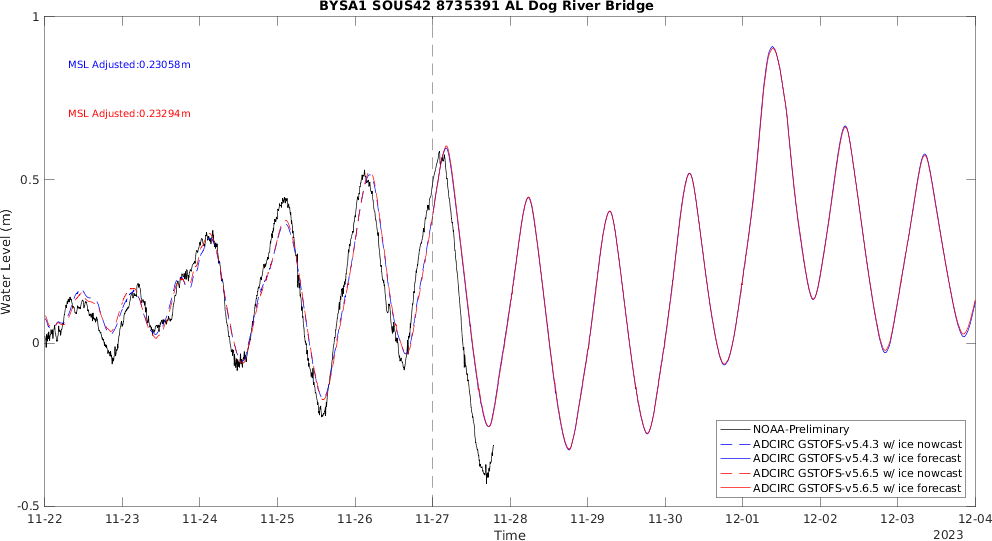 BYSA1 SOUS42 8735391 AL Dog River Bridge
MSL Adjusted:0.23058m
MSL Adjusted:0.23294m
Water Level (m)
1
0.5
0
-0.5
NOAA-Preliminary
ADCIRC GSTOFS-v5.4.3 w/ ice nowcast
ADCIRC GSTOFS-v5.4.3 w/ ice forecast
ADCIRC GSTOFS-v5.6.5 w/ ice nowcast
ADCIRC GSTOFS-v5.6.5 w/ ice forecast
11-22 11-23 11-24 11-25 11-26 11-27 11-28 11-29 11-30 12-01 12-02 12-03 12-04
Time
2023